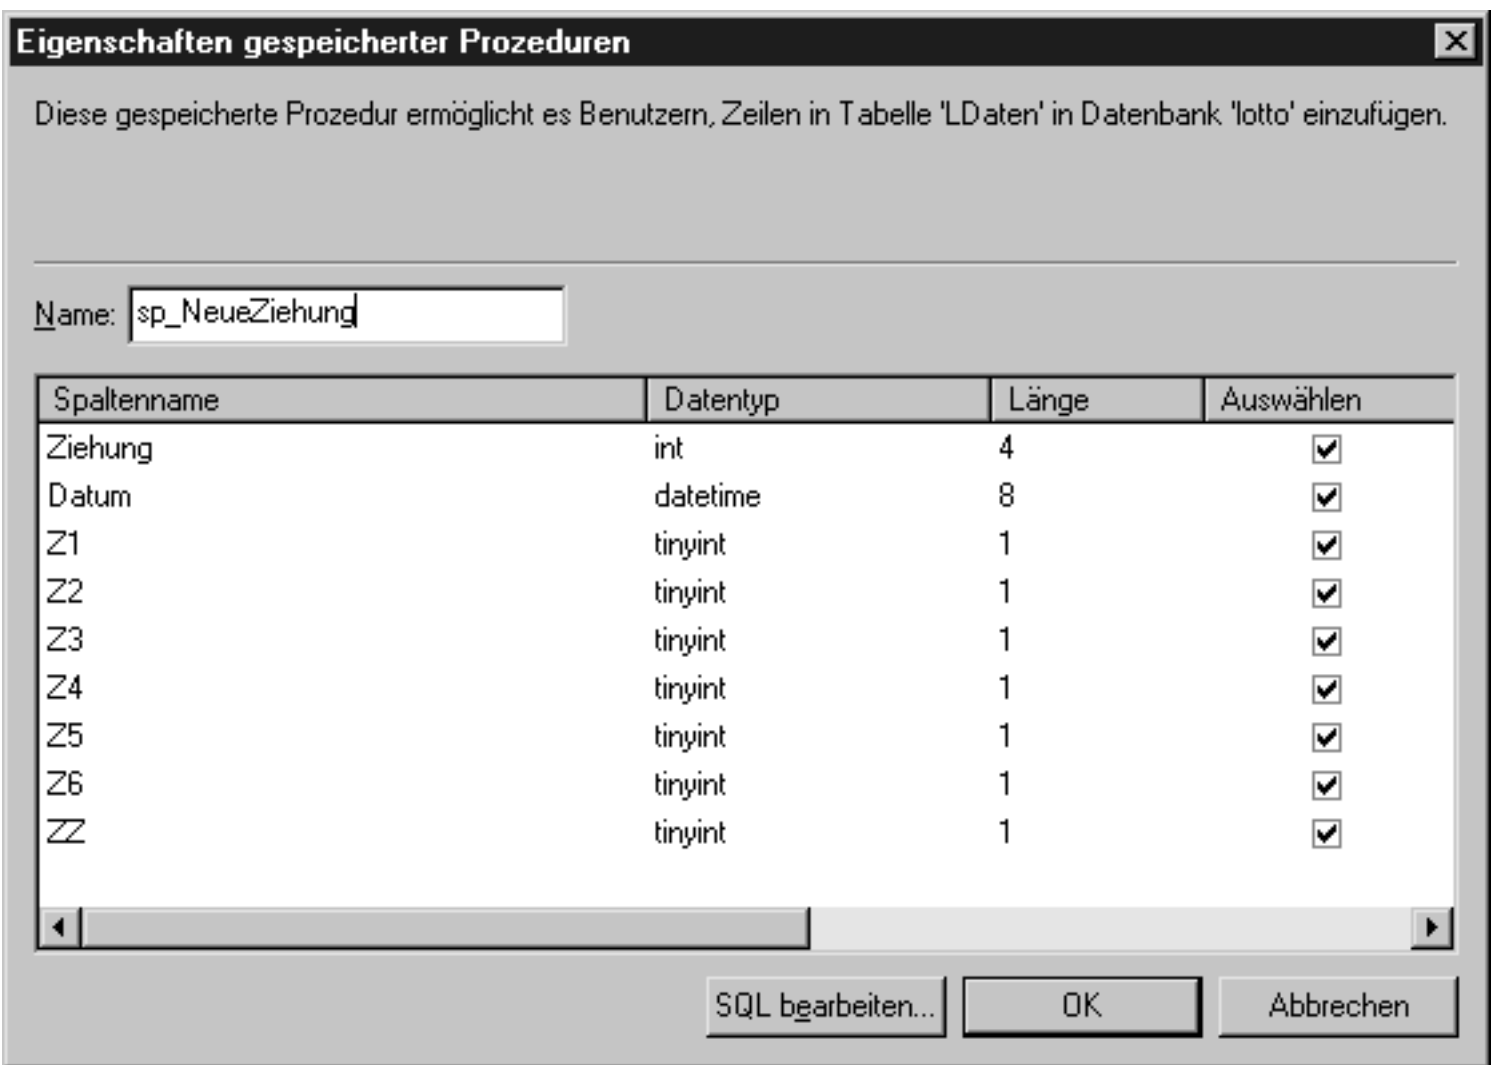 Eigenschaften gespeicherter Prozeduren
Diese gespeicherte Prozedur ermöglicht es Benutzern, Zeilen in Tabelle 'LDaten' in Datenbank 'lotto' einzufügen.
Name: sp_NeueZiehung
Spaltenname Datentyp Länge Auswählen
Ziehung int 4
Datum datetime 8
Z1 tinyint 1
Z2 tinyint 1
Z3 tinyint 1
Z4 tinyint 1
Z5 tinyint 1
Z6 tinyint 1
ZZ tinyint 1
SQL bearbeiten... OK Abbrechen